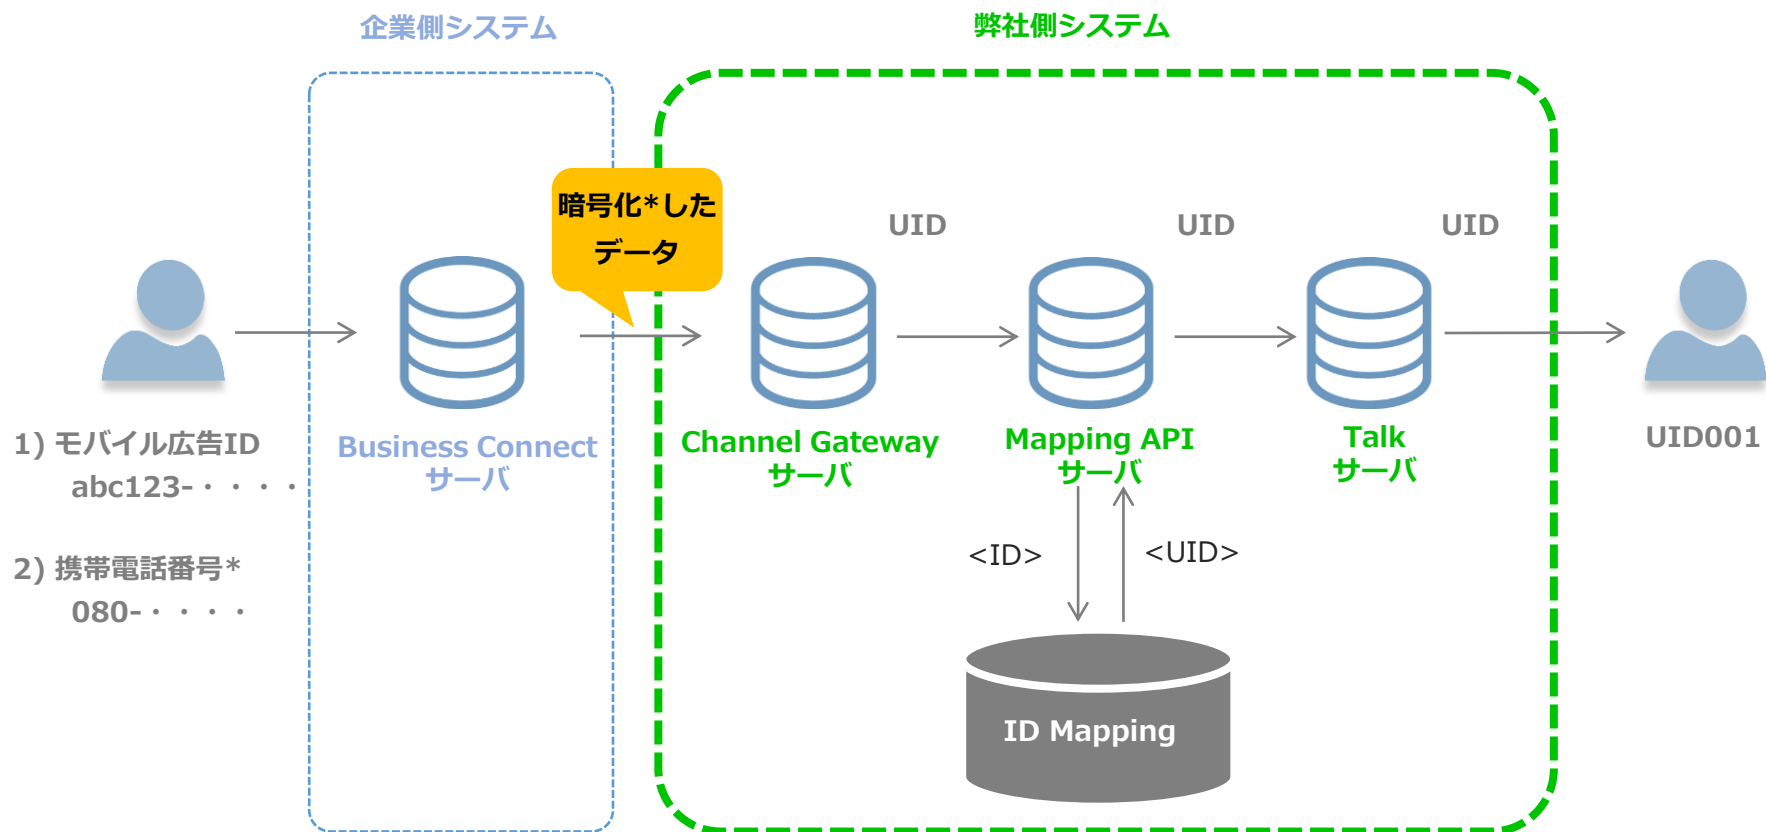 企業側システム
弊社側システム
暗号化*した
データ
UID
UID
UID
1) モバイル広告ID
abc123-・・・・
2) 携帯電話番号*
080-・・・・
Business Connect
サーバ
Channel Gateway
サーバ
Mapping API
サーバ
Talk
サーバ
UID001
<ID>
<UID>
ID Mapping